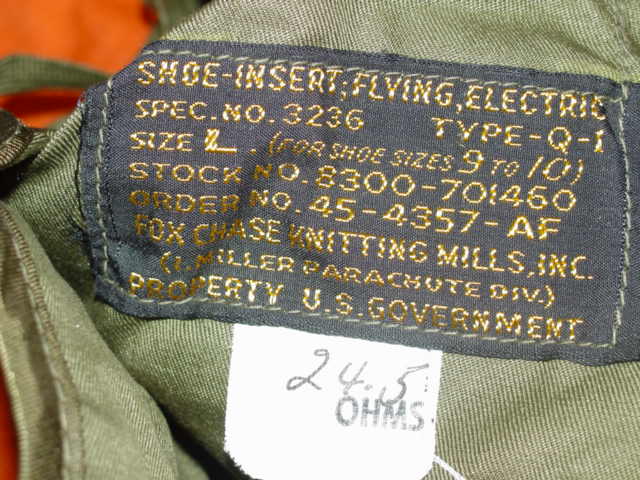 SHOE-INSERT; FLYING, ELECTRIC
SPEC. NO. 3236 TYPE-Q-1
SIZE L (FOR SHOE SIZES 9 TO 10)
STOCK NO. 8300-701460
ORDER NO. 45-4357-AF
FOX CHASE KNITTING MILLS, INC.
(I. MILLER PARACHUTE DIV.)
PROPERTY U.S. GOVERNMENT
24.5
OHMS